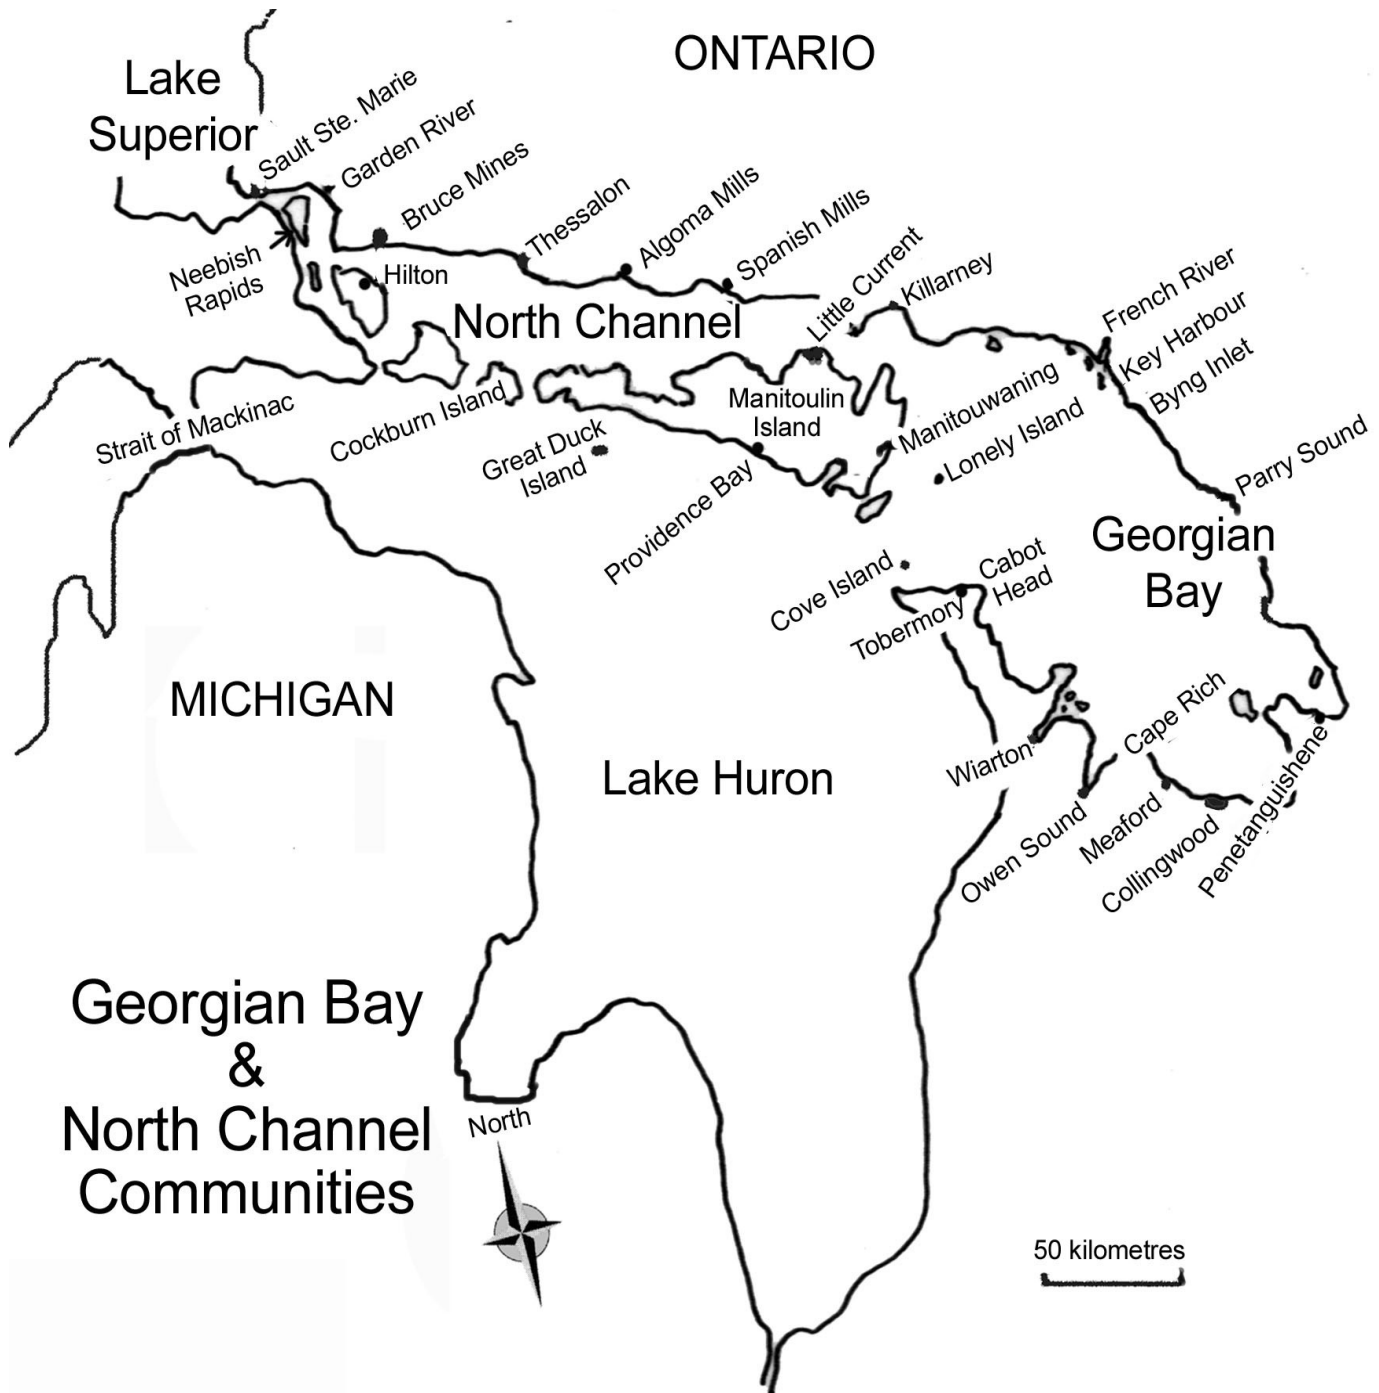 ONTARIO
Lake
Superior
Sault Ste. Marie
Garden River
Bruce Mines
Thessalon
Algoma Mills
Spanish Mills
Little Current
Killarney
French River
Key Harbour
Byng Inlet
Parry Sound
Neebish
Rapids
Hilton
North Channel
Strait of Mackinac
Cockburn Island
Great Duck
Island
Manitoulin
Island
Manitouwaning
Lonely Island
Providence Bay
Georgian
Bay
Cove Island
Cabot
Head
Tobermory
MICHIGAN
Lake Huron
Wiarton
Cape Rich
Owen Sound
Meaford
Collingwood
Penetanguishene
Georgian Bay
&
North Channel
Communities
North
50 kilometres